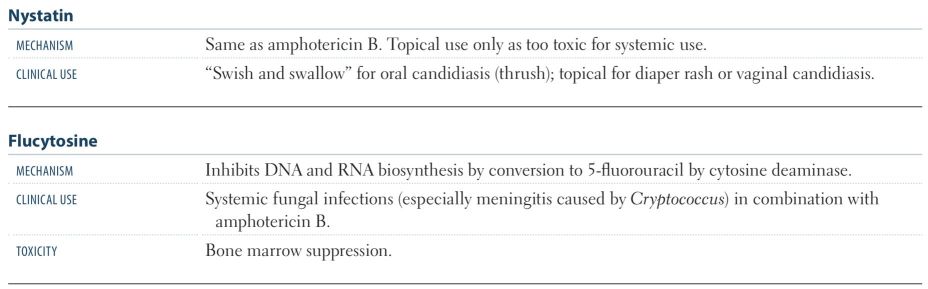 Nystatin
MECHANISM Same as amphotericin B. Topical use only as too toxic for systemic use.
CLINICAL USE “Swish and swallow” for oral candidiasis (thrush); topical for diaper rash or vaginal candidiasis.
Flucytosine
MECHANISM Inhibits DNA and RNA biosynthesis by conversion to 5-fluorouracil by cytosine deaminase.
CLINICAL USE Systemic fungal infections (especially meningitis caused by Cryptococcus) in combination with
amphotericin B.
TOXICITY Bone marrow suppression.